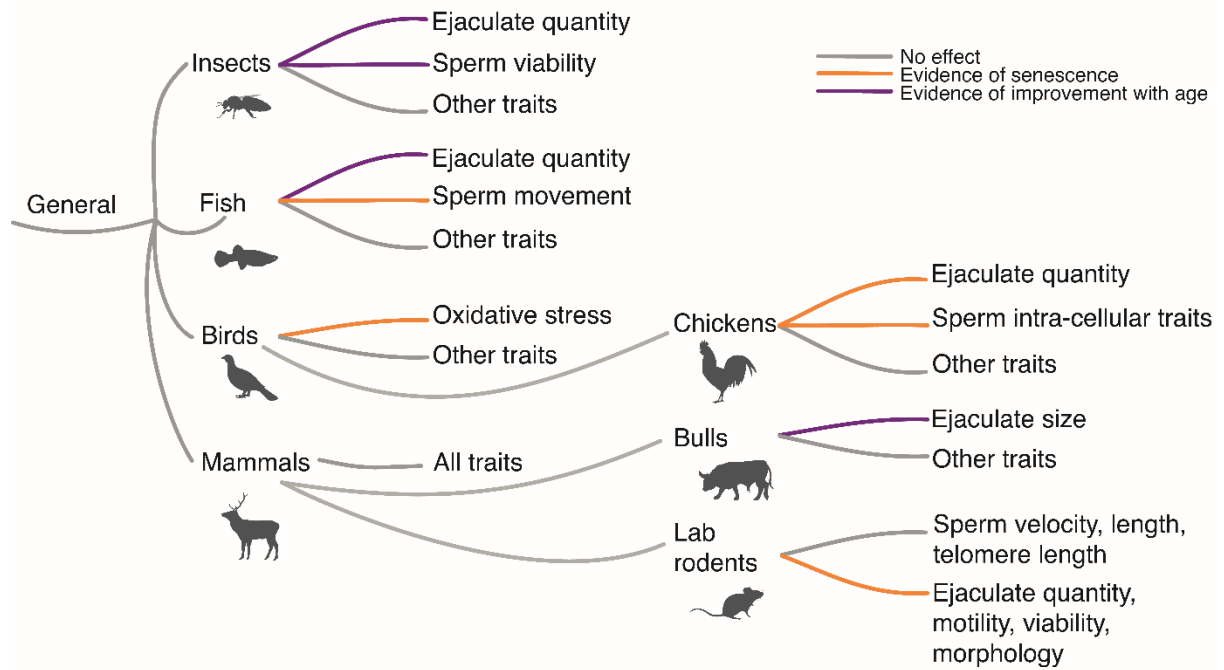 Ejaculate quantity
Insects
Sperm viability
Other traits
No effect
Evidence of senescence
Evidence of improvement with age
General
Fish
Ejaculate quantity
Sperm movement
Other traits
Birds
Oxidative stress
Other traits
Chickens
Ejaculate quantity
Sperm intra-cellular traits
Other traits
Mammals
All traits
Bulls
Ejaculate size
Other traits
Lab
rodents
Sperm velocity, length,
telomere length
Ejaculate quantity,
motility, viability,
morphology